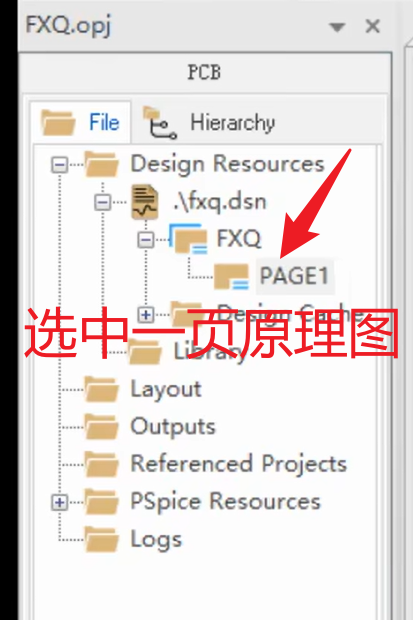 FXQ.opj
PCB
File
Hierarchy
Design Resources
.\fxq.dsn
FXQ
PAGE1
Design Cache
选中一页原理图
Library
Layout
Outputs
Referenced Projects
PSpice Resources
Logs